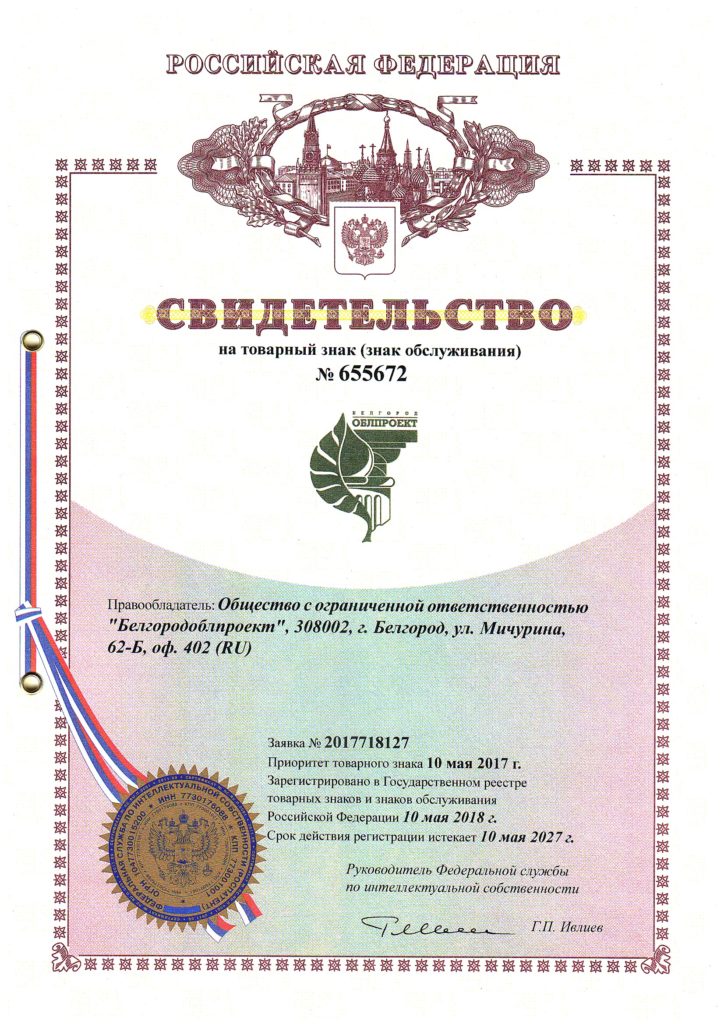 РОССИЙСКАЯ ФЕДЕРАЦИЯ
СВИДЕТЕЛЬСТВО
на товарный знак (знак обслуживания)
№ 655672
БЕЛГОРОД
ОБЛПРОЕКТ
Правообладатель: Общество с ограниченной ответственностью
"Белгородоблпроект", 308002, г. Белгород, ул. Мичурина,
62-Б, оф. 402 (RU)
Заявка № 2017718127
Приоритет товарного знака 10 мая 2017 г.
Зарегистрировано в Государственном реестре
товарных знаков и знаков обслуживания
Российской Федерации 10 мая 2018 г.
Срок действия регистрации истекает 10 мая 2027 г.
Руководитель Федеральной службы
по интеллектуальной собственности
Г.П. Ивлиев
ФЕДЕРАЛЬНАЯ СЛУЖБА ПО ИНТЕЛЛЕКТУАЛЬНОЙ СОБСТВЕННОСТИ (РОСПАТЕНТ)
ОГРН 1047730015200 ИНН 7730176088 КПП